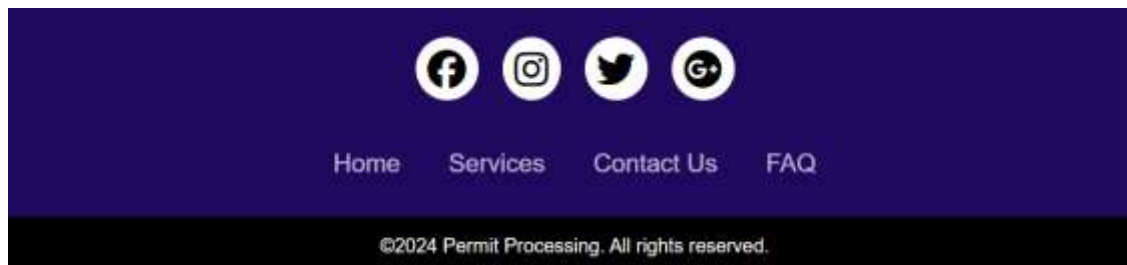 Home Services Contact Us FAQ
©2024 Permit Processing. All rights reserved.